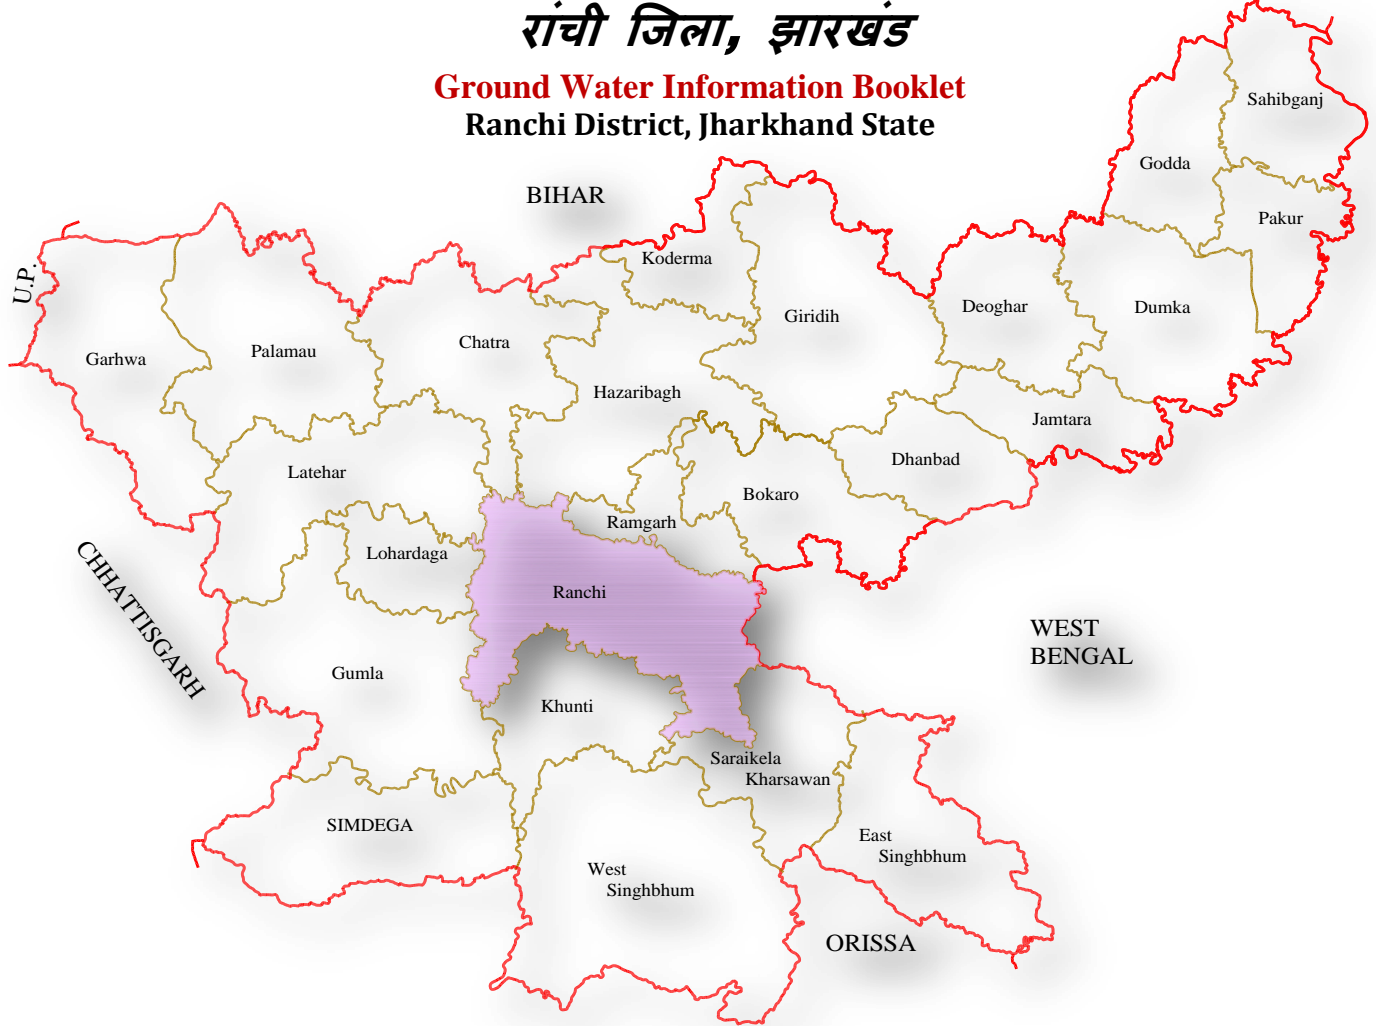 रांची जिला, झारखंड
Ground Water Information Booklet
Ranchi District, Jharkhand State
Sahibganj
Godda
BIHAR
Pakur
Koderma
U.P.
Giridih
Deoghar
Dumka
Garhwa
Palamau
Chatra
Hazaribagh
Jamtara
Latehar
Dhanbad
Bokaro
Ramgarh
Lohardaga
Ranchi
CHHATTISGARH
WEST
BENGAL
Gumla
Khunti
Saraikela
Kharsawan
SIMDEGA
East
Singhbhum
West
Singhbhum
ORISSA